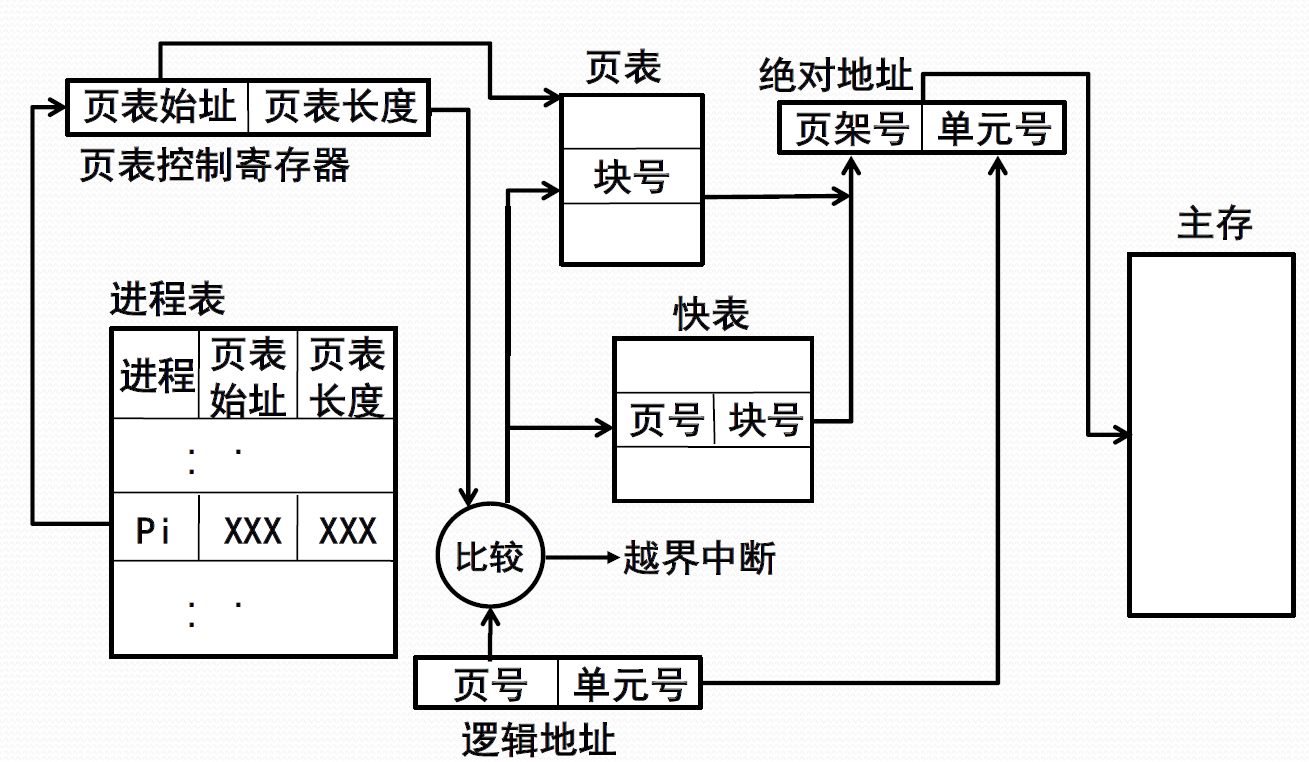 页表
绝对地址
页表始址 页表长度
页架号 单元号
页表控制寄存器
块号
主存
进程表
快表
进程 页表始址 页表长度
页号 块号
Pi XXX XXX
比较
越界中断
页号 单元号
逻辑地址